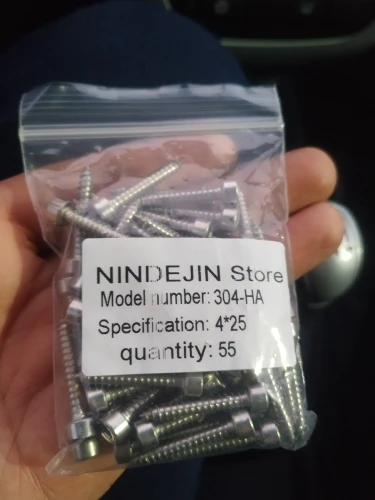 NINDEJIN Store
Model number: 304-HA
Specification: 4*25
quantity: 55